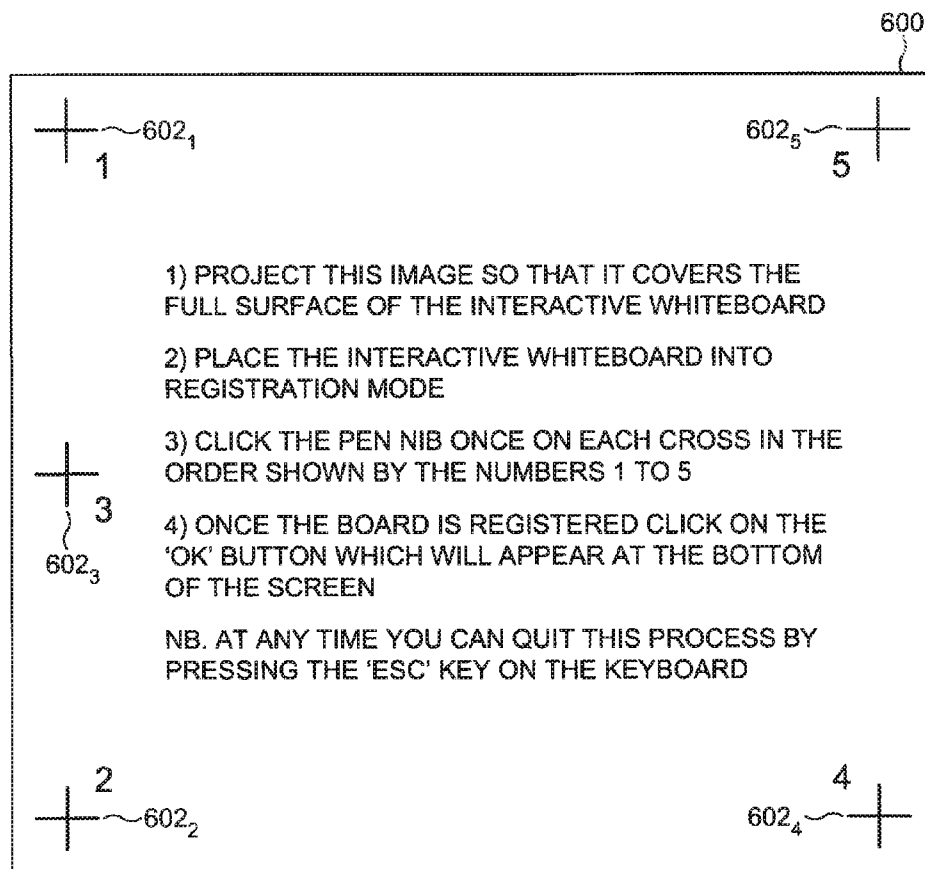 600
602₁
602₅
1
5
1) PROJECT THIS IMAGE SO THAT IT COVERS THE
FULL SURFACE OF THE INTERACTIVE WHITEBOARD
2) PLACE THE INTERACTIVE WHITEBOARD INTO
REGISTRATION MODE
3) CLICK THE PEN NIB ONCE ON EACH CROSS IN THE
ORDER SHOWN BY THE NUMBERS 1 TO 5
3
602₃
4) ONCE THE BOARD IS REGISTERED CLICK ON THE
'OK' BUTTON WHICH WILL APPEAR AT THE BOTTOM
OF THE SCREEN
NB. AT ANY TIME YOU CAN QUIT THIS PROCESS BY
PRESSING THE 'ESC' KEY ON THE KEYBOARD
2
4
602₂
602₄